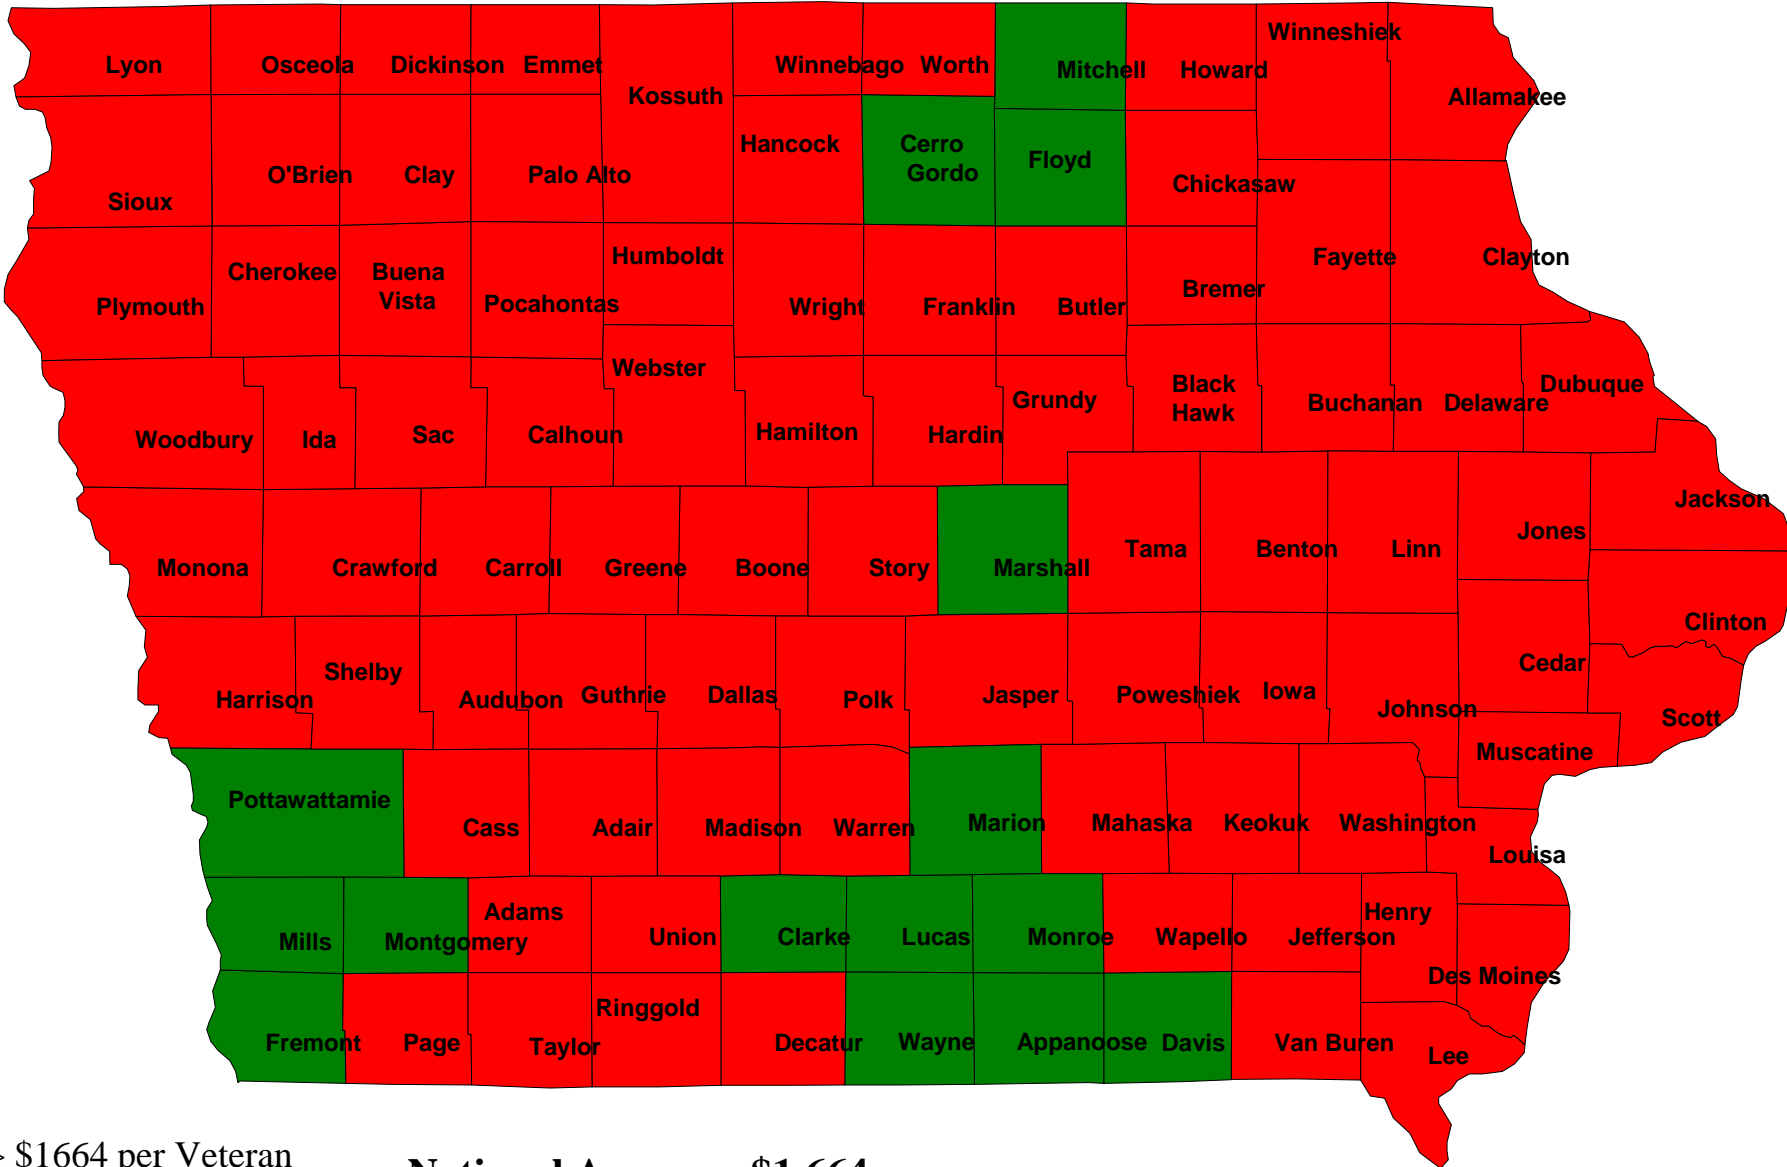 Winneshiek
Lyon Osceola Dickinson Emmet Winnebago Worth Mitchell Howard
Kossuth Allamakee
Hancock Cerro
Gordo Floyd
O'Brien Clay Palo Alto Chickasaw
Sioux
Humboldt Fayette Clayton
Cherokee Buena
Vista Bremer
Plymouth Pocahontas Wright Franklin Butler
Webster
Black
Hawk Dubuque
Grundy Buchanan Delaware
Woodbury Ida Sac Calhoun Hamilton Hardin
Jackson
Jones
Tama Benton Linn
Monona Crawford Carroll Greene Boone Story Marshall
Clinton
Shelby Cedar
Harrison Audubon Guthrie Dallas Polk Jasper Poweshiek Iowa Johnson
Scott
Muscatine
Pottawattamie
Cass Adair Madison Warren Marion Mahaska Keokuk Washington
Louisa
Adams Henry
Mills Montgomery Union Clarke Lucas Monroe Wapello Jefferson
Des Moines
Ringgold
Fremont Page Taylor Decatur Wayne Appanoose Davis Van Buren
Lee
> $1664 per Veteran